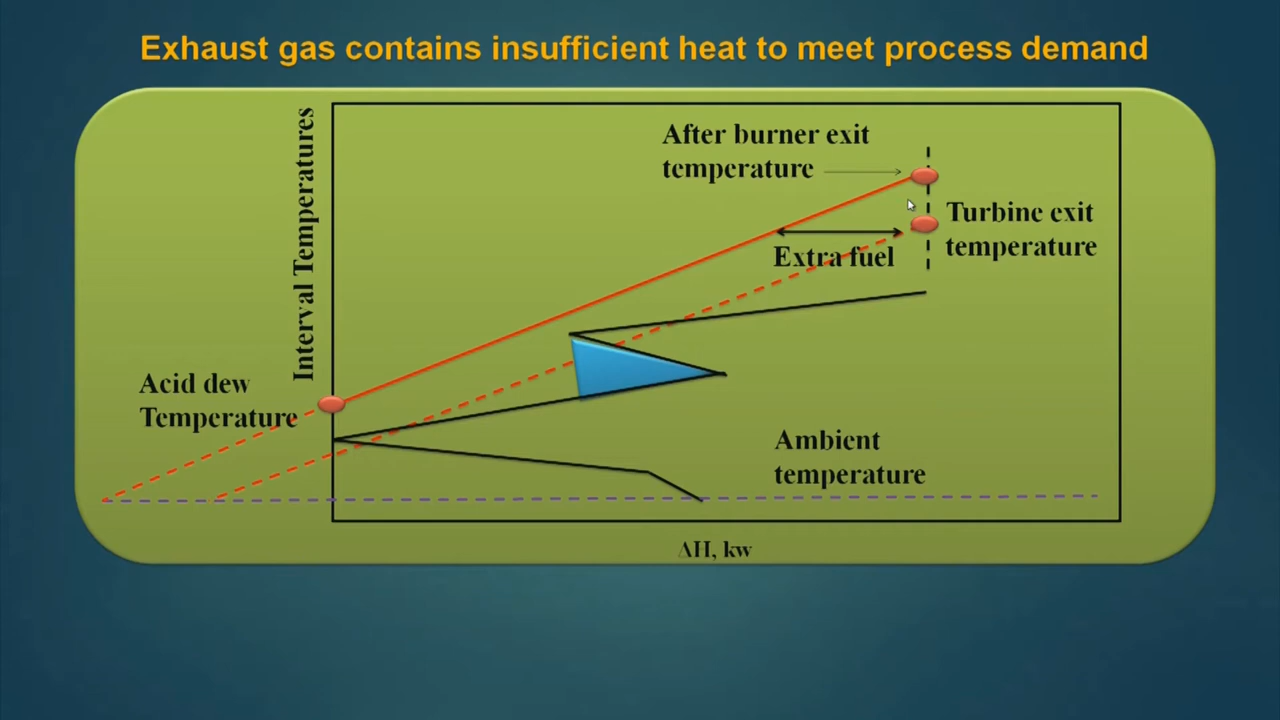 Exhaust gas contains insufficient heat to meet process demand
Interval Temperatures
After burner exit
temperature
Turbine exit
temperature
Extra fuel
Acid dew
Temperature
Ambient
temperature
ΔH, kw